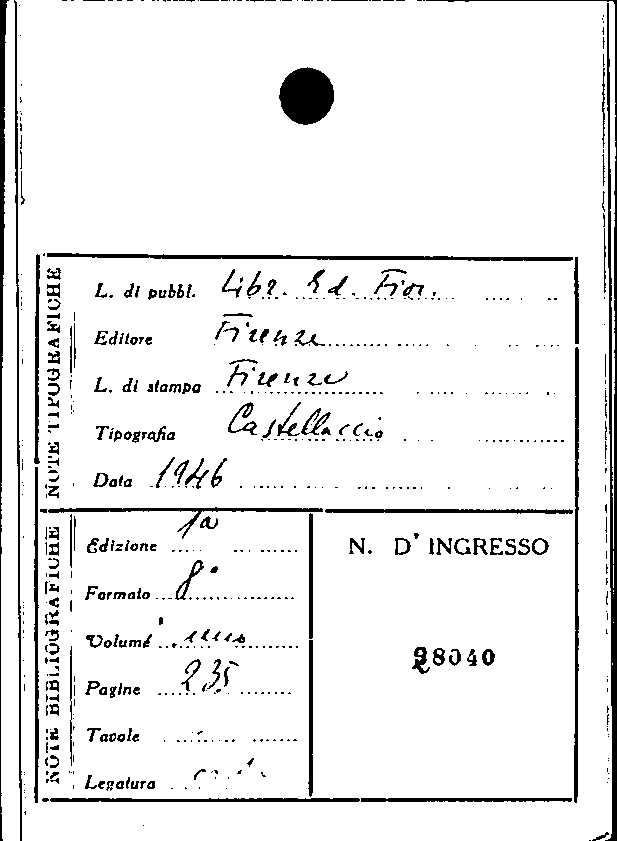 NOTE TIPOGRAFICHE
L. di pubbl. Libr. Ed. Fior.
Editore Firenze
L. di stampa Firenze
Tipografia Castellaccio
Data 1946
NOTE BIBLIOGRAFICHE
Edizione 1a
Formato 8°
Volume uno
Pagine 235
Tavole
Legatura
N. D'INGRESSO
28040